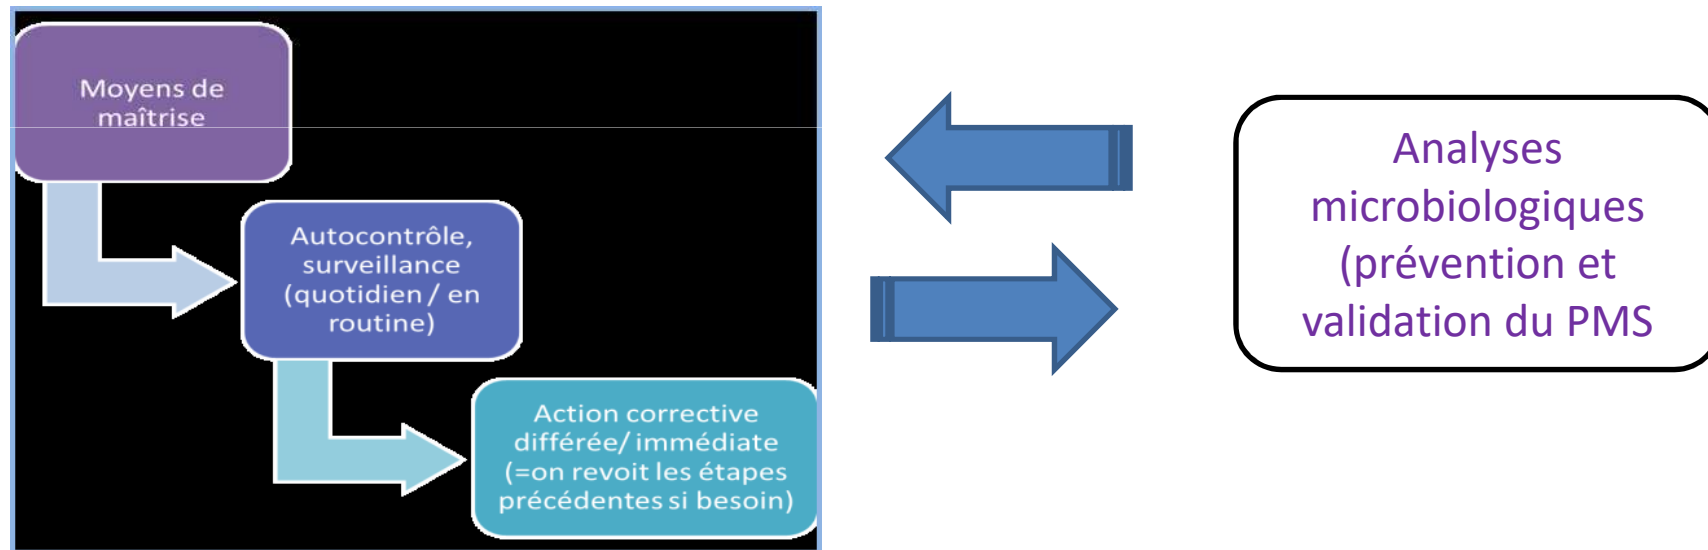 Moyens de
maîtrise
Autocontrôle,
surveillance
(quotidien / en
routine)
Action corrective
différée/ immédiate
(=on revoit les étapes
précédentes si besoin)
Analyses
microbiologiques
(prévention et
validation du PMS